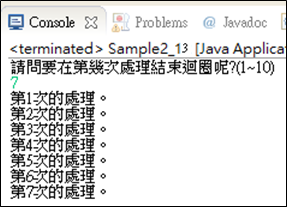 Console Problems @ Javadoc
<terminated> Sample2_13 [Java Applicat
請問要在第幾次處理結束迴圈呢?(1~10)
7
第1次的處理。
第2次的處理。
第3次的處理。
第4次的處理。
第5次的處理。
第6次的處理。
第7次的處理。